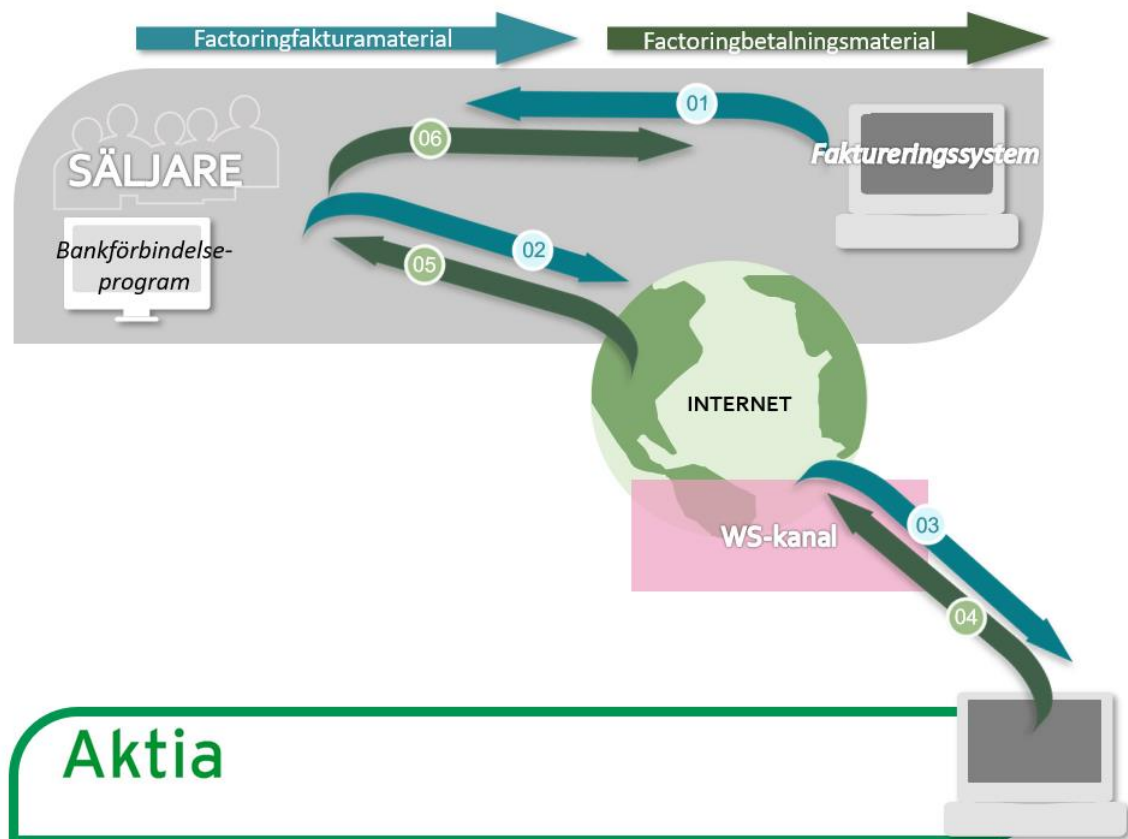 Factoringfakturamaterial
Factoringbetalningsmaterial
01
06
SÄLJARE
Faktureringssystem
Bankförbindelse-
program
02
05
INTERNET
03
WS-kanal
04
Aktia